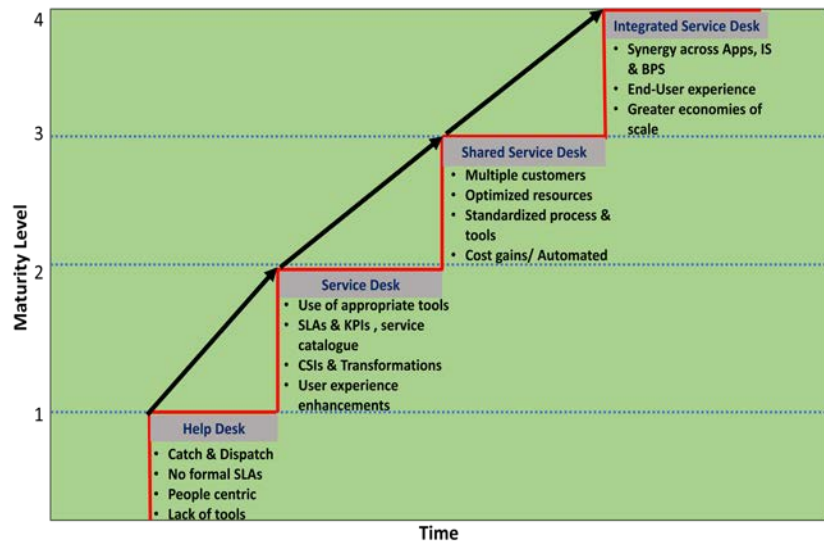 4
Integrated Service Desk
• Synergy across Apps, IS
& BPS
• End-User experience
• Greater economies of
scale
3
Shared Service Desk
• Multiple customers
• Optimized resources
• Standardized process &
tools
• Cost gains/ Automated
Maturity Level
2
Service Desk
• Use of appropriate tools
• SLAs & KPIs , service
catalogue
• CSIs & Transformations
• User experience
enhancements
1
Help Desk
• Catch & Dispatch
• No formal SLAs
• People centric
• Lack of tools
Time